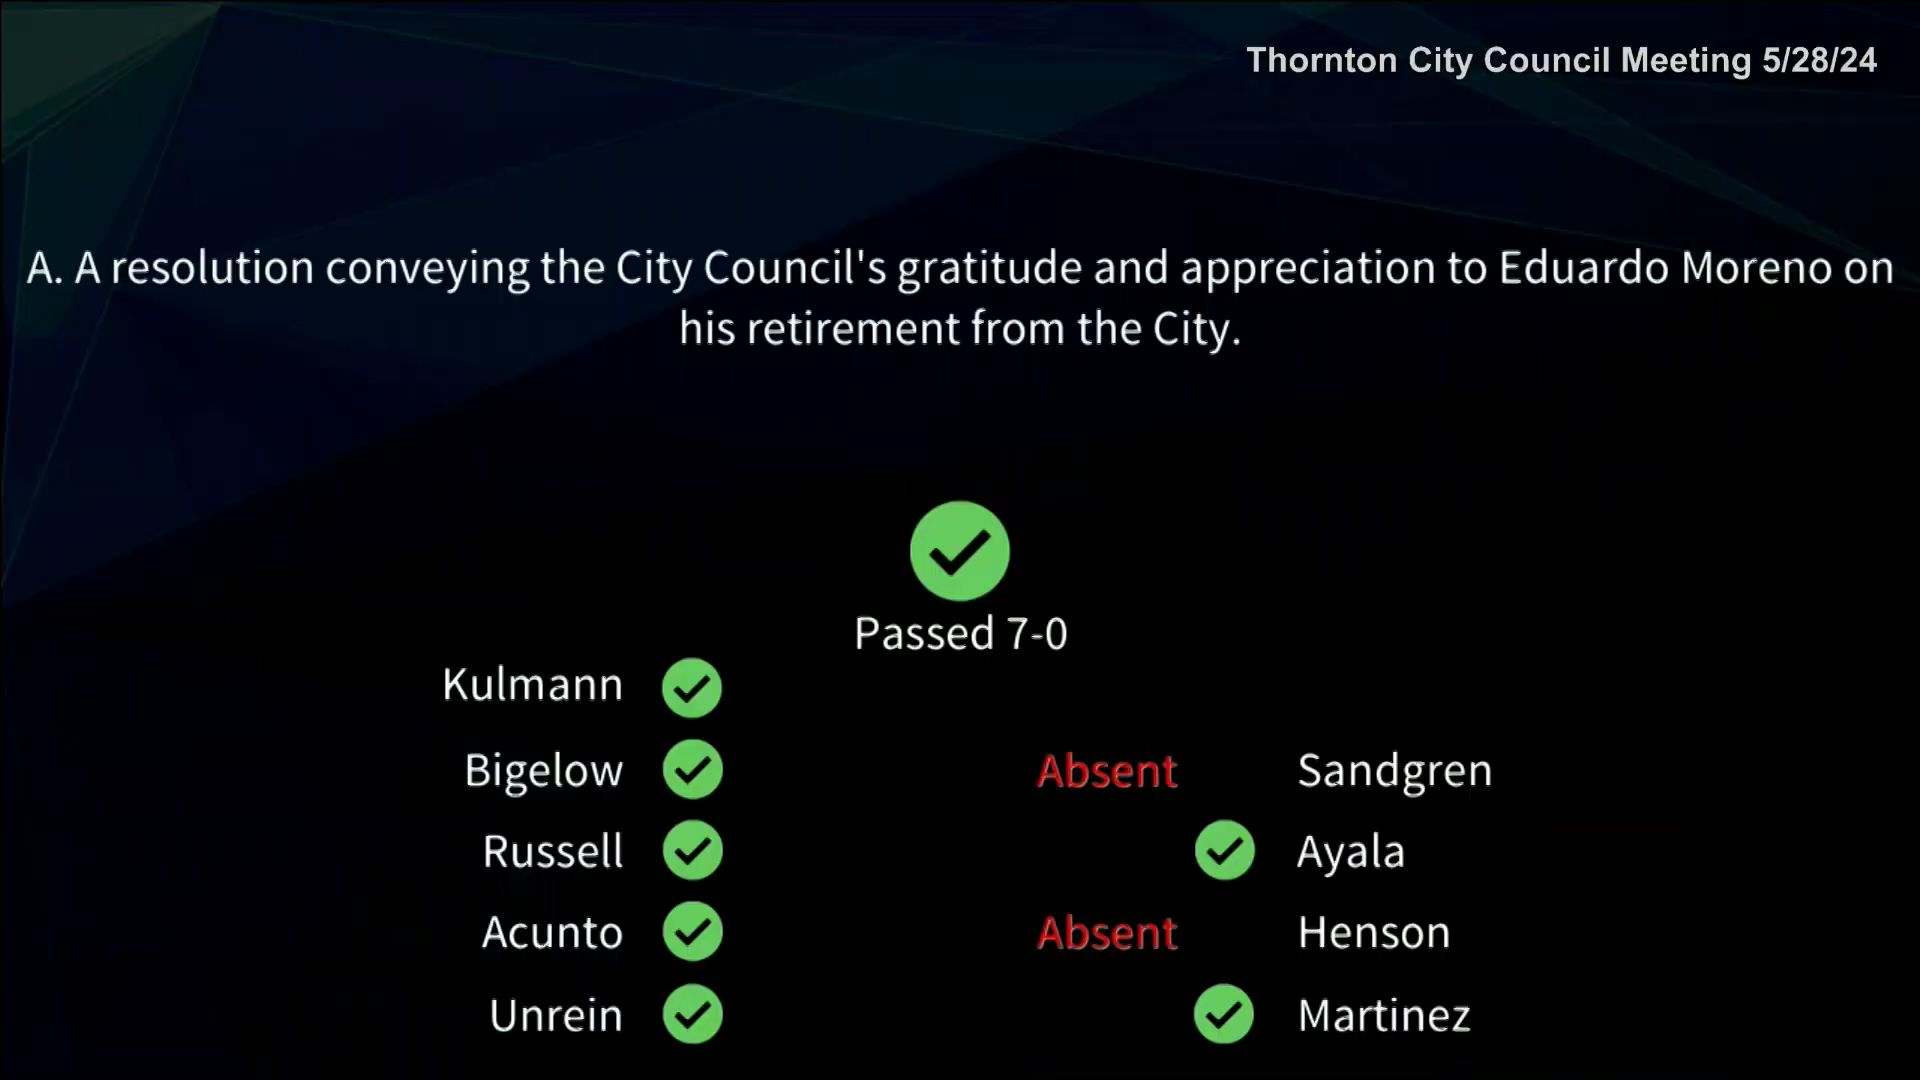 Thornton City Council Meeting 5/28/24
A. A resolution conveying the City Council's gratitude and appreciation to Eduardo Moreno on
his retirement from the City.
Passed 7-0
Kulmann
Bigelow Absent Sandgren
Russell Ayala
Acunto Absent Henson
Unrein Martinez